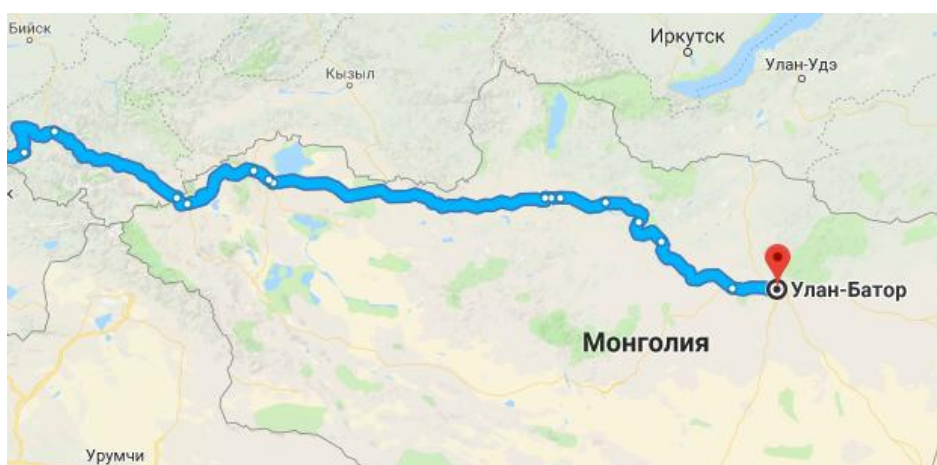 Бийск
Иркутск
Улан-Удэ
Кызыл
к
Улан-Батор
Монголия
Урумчи